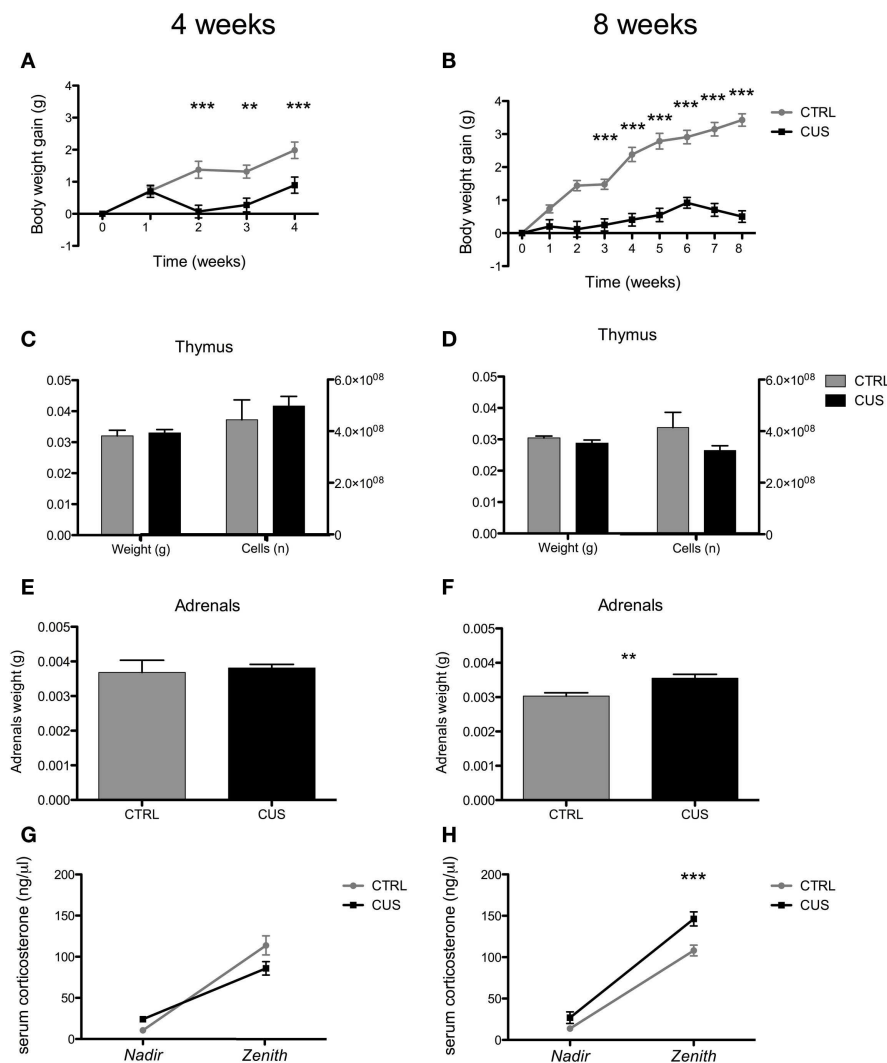 4 weeks
8 weeks
A
Body weight gain (g)
4
3
2
1
0
-1
*** ** ***
0 1 2 3 4
Time (weeks)
B
Body weight gain (g)
4
3
2
1
0
-1
*** *** *** *** *** ***
0 1 2 3 4 5 6 7 8
Time (weeks)
CTRL
CUS
C
Thymus
0.05
0.04
0.03
0.02
0.01
0.00
6.0×10⁰⁸
4.0×10⁰⁸
2.0×10⁰⁸
0
Weight (g) Cells (n)
D
Thymus
0.05
0.04
0.03
0.02
0.01
0.00
6.0×10⁰⁸
4.0×10⁰⁸
2.0×10⁰⁸
0
Weight (g) Cells (n)
CTRL
CUS
E
Adrenals
Adrenals weight (g)
0.005
0.004
0.003
0.002
0.001
0.000
CTRL CUS
F
Adrenals
Adrenals weight (g)
0.005
0.004
0.003
0.002
0.001
0.000
**
CTRL CUS
G
serum corticosterone (ng/µl)
200
150
100
50
0
Nadir Zenith
CTRL
CUS
H
serum corticosterone (ng/µl)
200
150
100
50
0
***
Nadir Zenith
CTRL
CUS